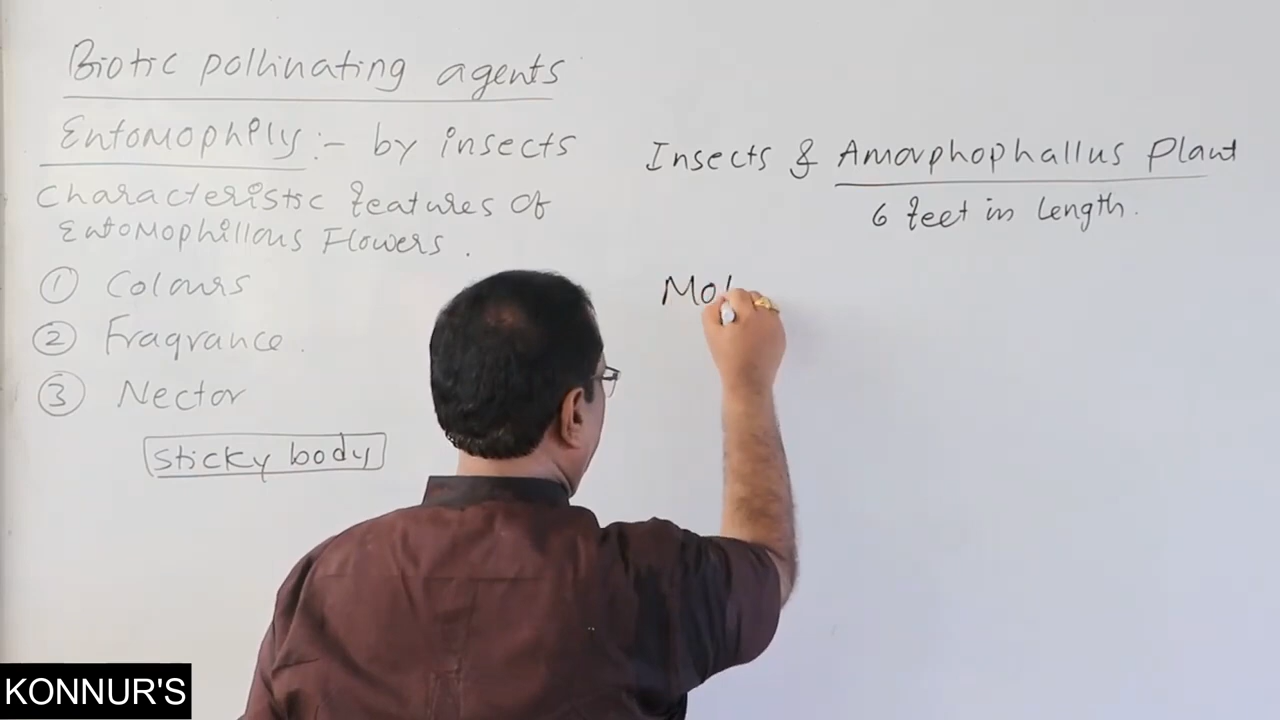 Biotic pollinating agents
Entomophily :- by insects
Characteristic features of
Entomophillous Flowers.
① Colours
② Fragrance.
③ Nector
Sticky body
Insects & Amorphophallus Plant
6 feet in length.
Mo
KONNUR'S